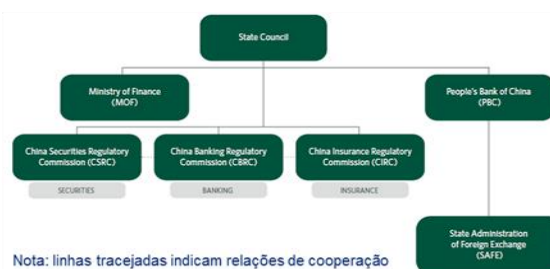 State Council
Ministry of Finance
(MOF)
People's Bank of China
(PBC)
China Securities Regulatory
Commission (CSRC)
China Banking Regulatory
Commission (CBRC)
China Insurance Regulatory
Commission (CIRC)
SECURITIES
BANKING
INSURANCE
State Administration
of Foreign Exchange
(SAFE)
Nota: linhas tracejadas indicam relações de cooperação